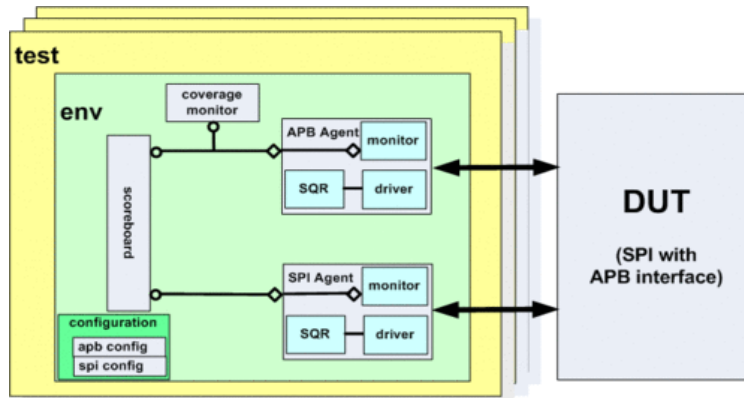 test
env
coverage
monitor
APB Agent
monitor
SQR
driver
scoreboard
SPI Agent
monitor
SQR
driver
configuration
apb config
spi config
DUT
(SPI with
APB interface)